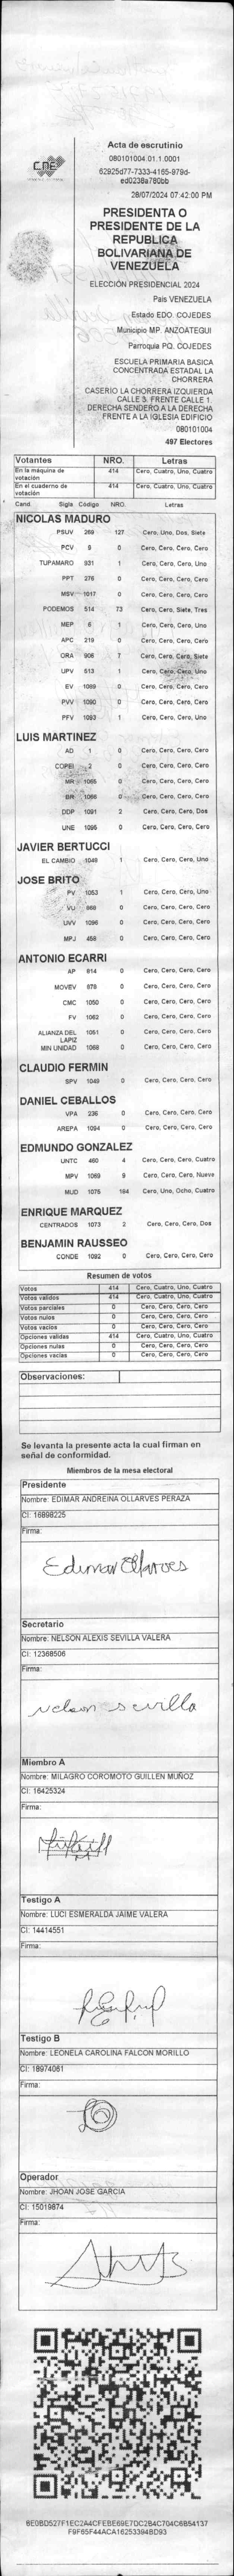 CNE
Acta de escrutinio
080101004.01.1.0001
62925d77-7333-4165-979d-
ed0238a780bb
28/07/2024 07:42:00 PM
PRESIDENTA O
PRESIDENTE DE LA
REPUBLICA
BOLIVARIANA DE
VENEZUELA
ELECCIÓN PRESIDENCIAL 2024
Pais VENEZUELA
Estado EDO. COJEDES
Municipio MP. ANZOATEGUI
Parroquia PQ. COJEDES
ESCUELA PRIMARIA BASICA
CONCENTRADA ESTADAL LA
CHORRERA
CASERIO LA CHORRERA IZQUIERDA
CALLE 3. FRENTE CALLE 1.
DERECHA SENDERO A LA DERECHA
FRENTE A LA IGLESIA EDIFICIO
080101004
497 Electores
Votantes NRO. Letras
En la máquina de votación 414 Cero, Cuatro, Uno, Cuatro
En el cuaderno de votación 414 Cero, Cuatro, Uno, Cuatro
Cand. Sigla Código NRO. Letras
NICOLAS MADURO
PSUV 269 127 Cero, Uno, Dos, Siete
PCV 9 0 Cero, Cero, Cero, Cero
TUPAMARO 931 1 Cero, Cero, Cero, Uno
PPT 276 0 Cero, Cero, Cero, Cero
MSV 1017 0 Cero, Cero, Cero, Cero
PODEMOS 514 73 Cero, Cero, Siete, Tres
MEP 6 1 Cero, Cero, Cero, Uno
APC 219 0 Cero, Cero, Cero, Cero
ORA 906 7 Cero, Cero, Cero, Siete
UPV 513 1 Cero, Cero, Cero, Uno
EV 1089 0 Cero, Cero, Cero, Cero
PVV 1090 0 Cero, Cero, Cero, Cero
PFV 1093 1 Cero, Cero, Cero, Uno
LUIS MARTINEZ
AD 1 0 Cero, Cero, Cero, Cero
COPEI 2 0 Cero, Cero, Cero, Cero
MR 1065 0 Cero, Cero, Cero, Cero
BR 1066 0 Cero, Cero, Cero, Cero
DDP 1091 2 Cero, Cero, Cero, Dos
UNE 1095 0 Cero, Cero, Cero, Cero
JAVIER BERTUCCI
EL CAMBIO 1048 1 Cero, Cero, Cero, Uno
JOSE BRITO
PV 1053 1 Cero, Cero, Cero, Uno
VU 888 0 Cero, Cero, Cero, Cero
UVV 1096 0 Cero, Cero, Cero, Cero
MPJ 458 0 Cero, Cero, Cero, Cero
ANTONIO ECARRI
AP 814 0 Cero, Cero, Cero, Cero
MOVEV 878 0 Cero, Cero, Cero, Cero
CMC 1050 0 Cero, Cero, Cero, Cero
FV 1062 0 Cero, Cero, Cero, Cero
ALIANZA DEL LAPIZ 1051 0 Cero, Cero, Cero, Cero
MIN UNIDAD 1068 0 Cero, Cero, Cero, Cero
CLAUDIO FERMIN
SPV 1049 0 Cero, Cero, Cero, Cero
DANIEL CEBALLOS
VPA 236 0 Cero, Cero, Cero, Cero
AREPA 1094 0 Cero, Cero, Cero, Cero
EDMUNDO GONZALEZ
UNTC 460 4 Cero, Cero, Cero, Cuatro
MPV 1069 9 Cero, Cero, Cero, Nueve
MUD 1075 184 Cero, Uno, Ocho, Cuatro
ENRIQUE MARQUEZ
CENTRADOS 1073 2 Cero, Cero, Cero, Dos
BENJAMIN RAUSSEO
CONDE 1092 0 Cero, Cero, Cero, Cero
Resumen de votos
Votos 414 Cero, Cuatro, Uno, Cuatro
Votos válidos 414 Cero, Cuatro, Uno, Cuatro
Votos parciales 0 Cero, Cero, Cero, Cero
Votos nulos 0 Cero, Cero, Cero, Cero
Votos vacíos 0 Cero, Cero, Cero, Cero
Opciones válidas 414 Cero, Cuatro, Uno, Cuatro
Opciones nulas 0 Cero, Cero, Cero, Cero
Opciones vacías 0 Cero, Cero, Cero, Cero
Observaciones:
Se levanta la presente acta la cual firman en
señal de conformidad.
Miembros de la mesa electoral
Presidente
Nombre: EDIMAR ANDREINA OLLARVES PERAZA
CI: 16898225
Firma:
Edimar Ollarves
Secretario
Nombre: NELSON ALEXIS SEVILLA VALERA
CI: 12368506
Firma:
Nelson sevilla
Miembro A
Nombre: MILAGRO COROMOTO GUILLEN MUÑOZ
CI: 16425324
Firma:
Testigo A
Nombre: LUCI ESMERALDA JAIME VALERA
CI: 14414551
Firma:
Testigo B
Nombre: LEONELA CAROLINA FALCON MORILLO
CI: 18974061
Firma:
Operador
Nombre: JHOAN JOSE GARCIA
CI: 15019874
Firma:
8E0BD527F1EC2A4CFEBE69E7DC2B4C704C6854137
F9F65F44ACA16253394BD93